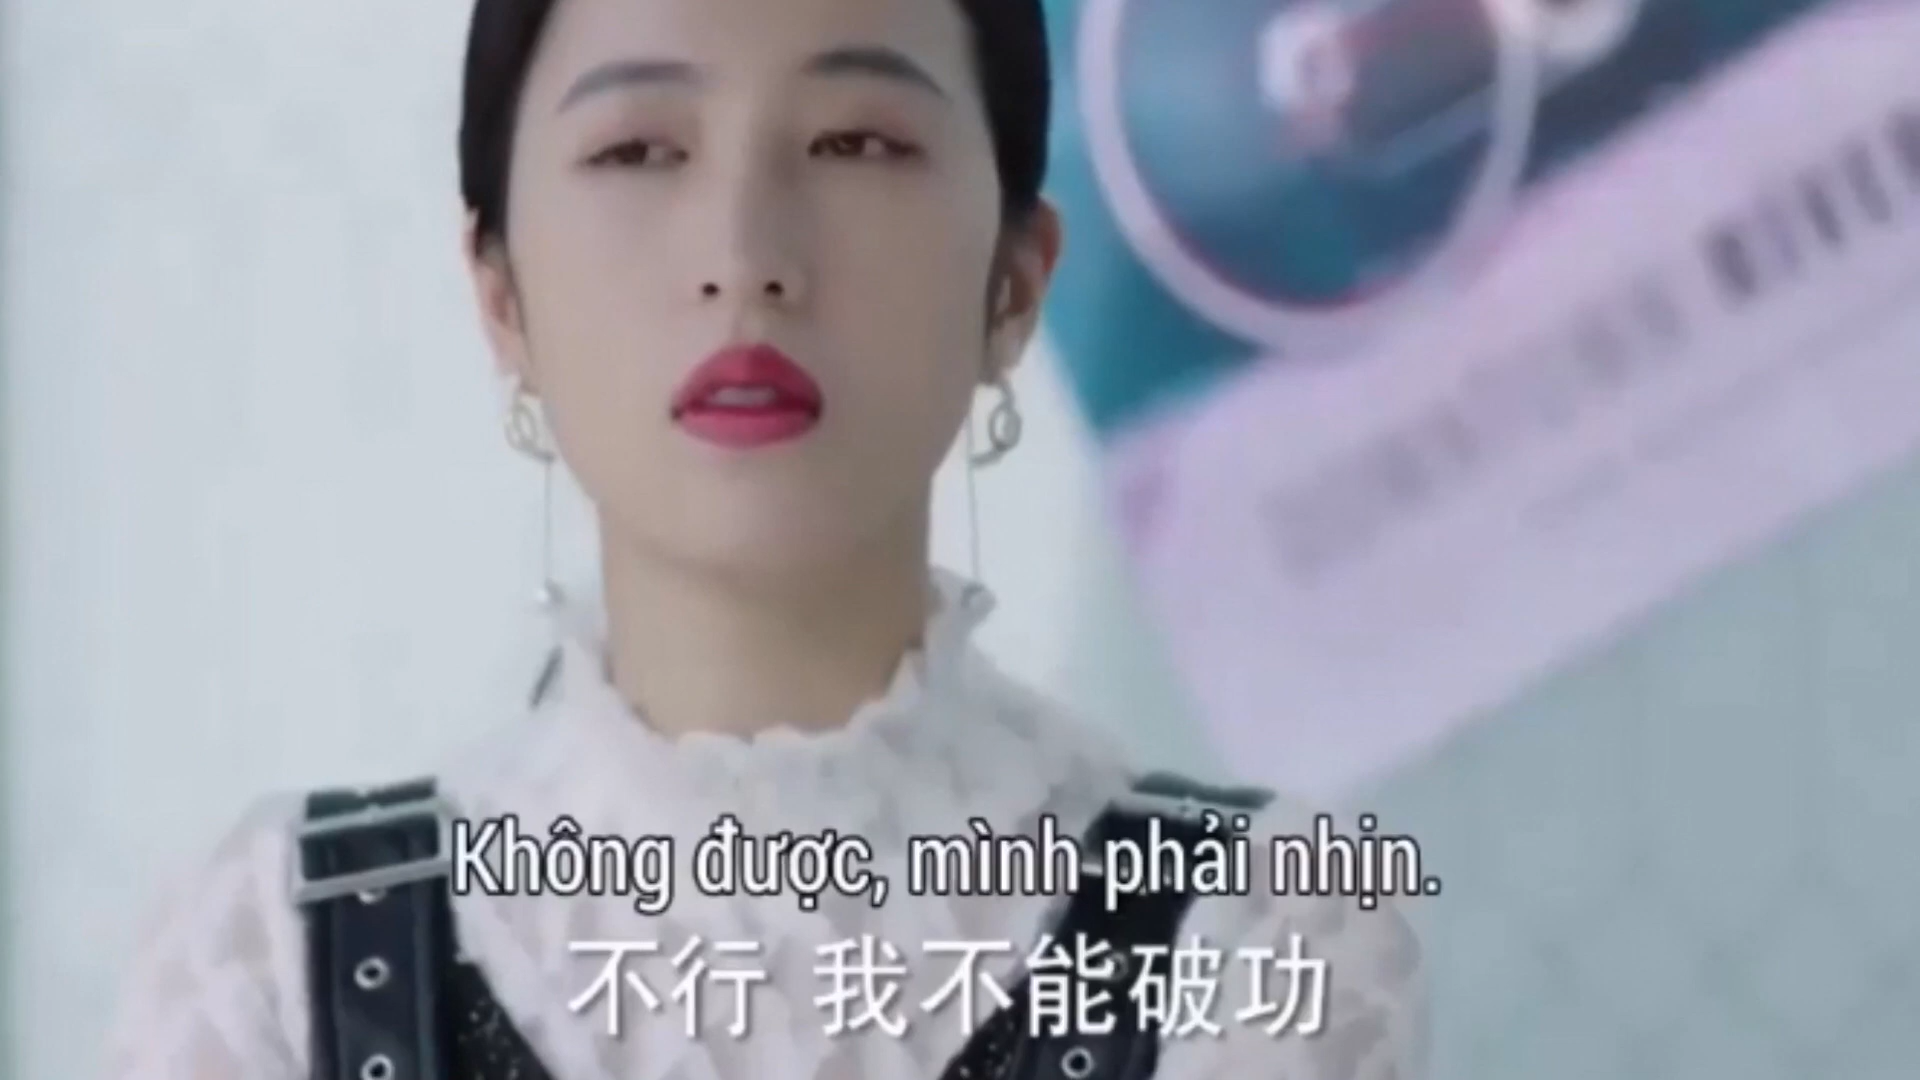 Không được, mình phải nhịn.
不行 我不能破功